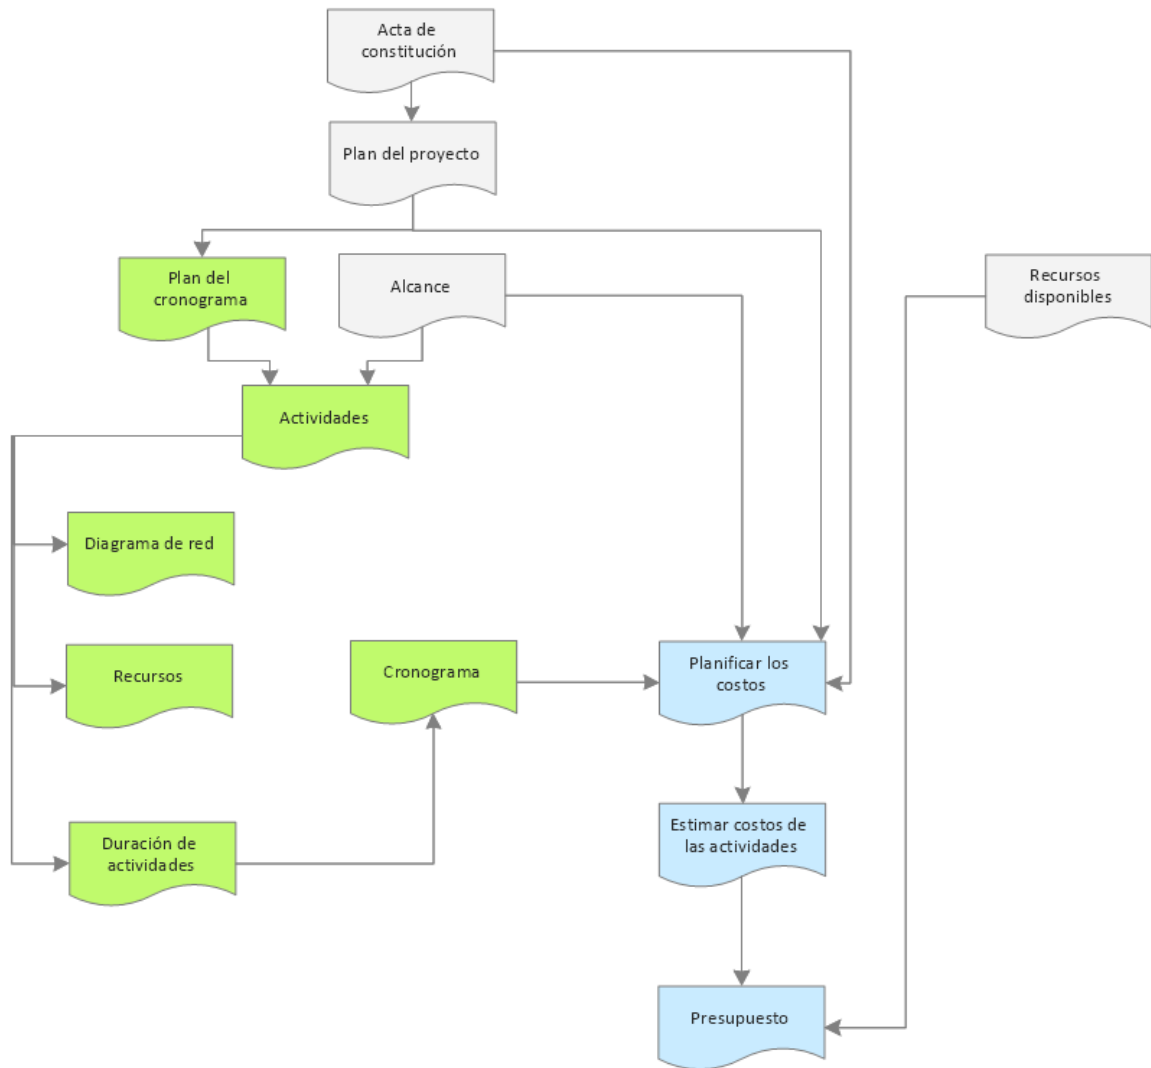 Acta de
constitución
Plan del proyecto
Plan del
cronograma
Alcance
Recursos
disponibles
Actividades
Diagrama de red
Recursos
Cronograma
Planificar los
costos
Duración de
actividades
Estimar costos de
las actividades
Presupuesto